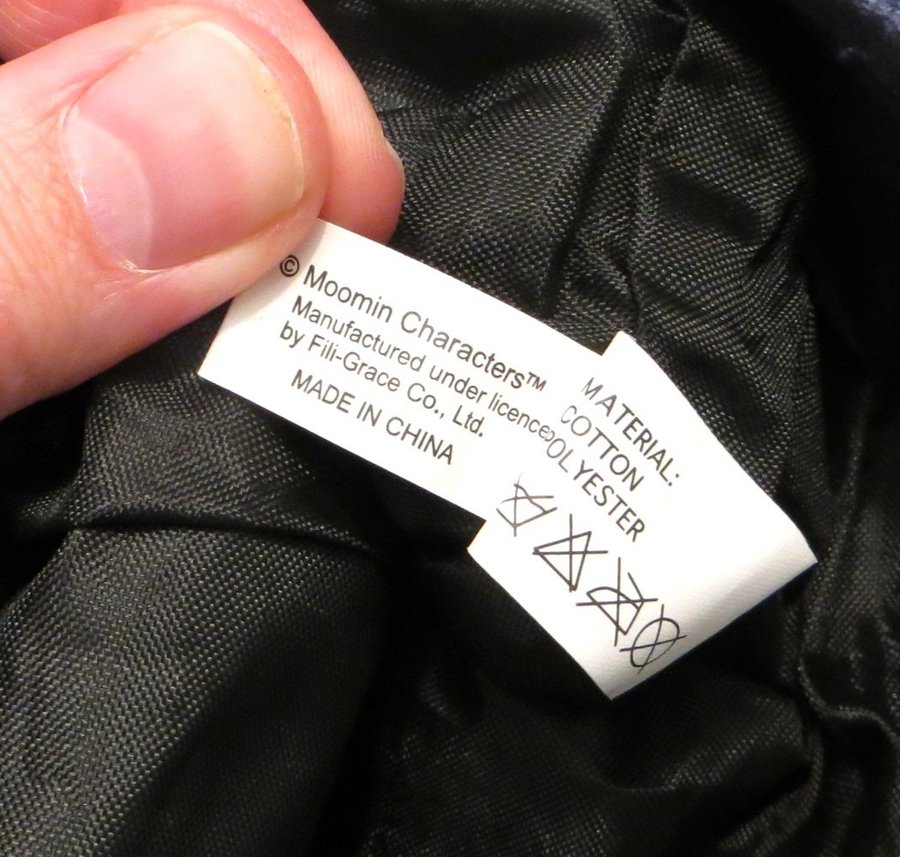 © Moomin Characters™
Manufactured under licence
by Fili-Grace Co., Ltd.
MADE IN CHINA
MATERIAL:
COTTON
POLYESTER